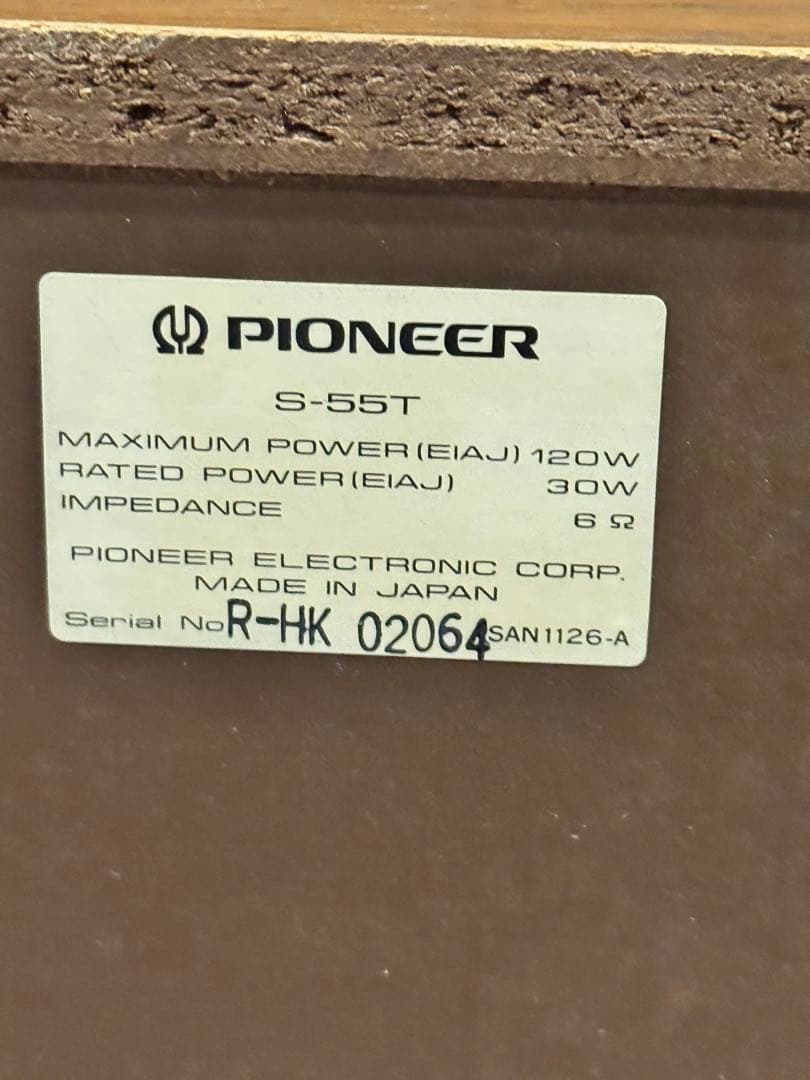 PIONEER
S-55T
MAXIMUM POWER(EIAJ) 120W
RATED POWER(EIAJ) 30W
IMPEDANCE 6 Ω
PIONEER ELECTRONIC CORP.
MADE IN JAPAN
Serial No R-HK 02064 SAN1126-A